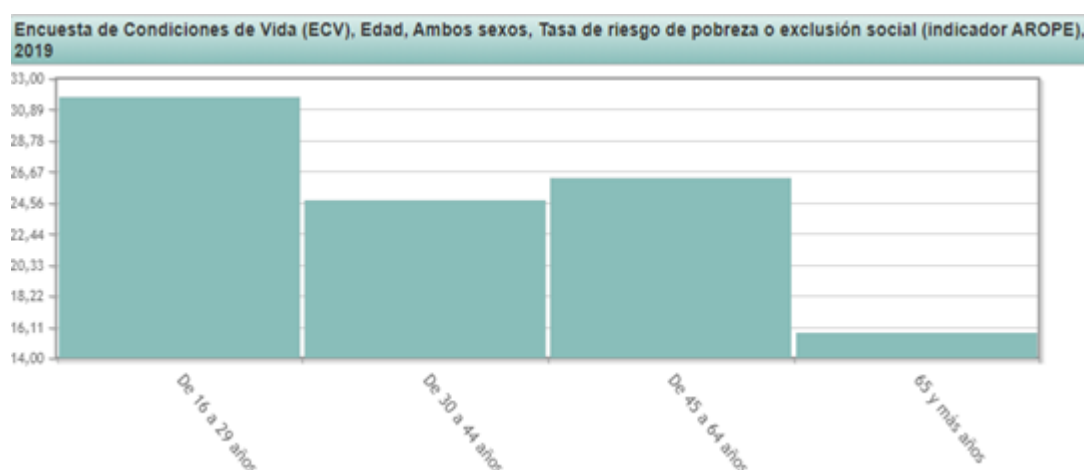 Encuesta de Condiciones de Vida (ECV), Edad, Ambos sexos, Tasa de riesgo de pobreza o exclusión social (indicador AROPE),
2019
33,00
30,89
28,78
26,67
24,56
22,44
20,33
18,22
16,11
14,00
De 16 a 29 años
De 30 a 44 años
De 45 a 64 años
65 y más años